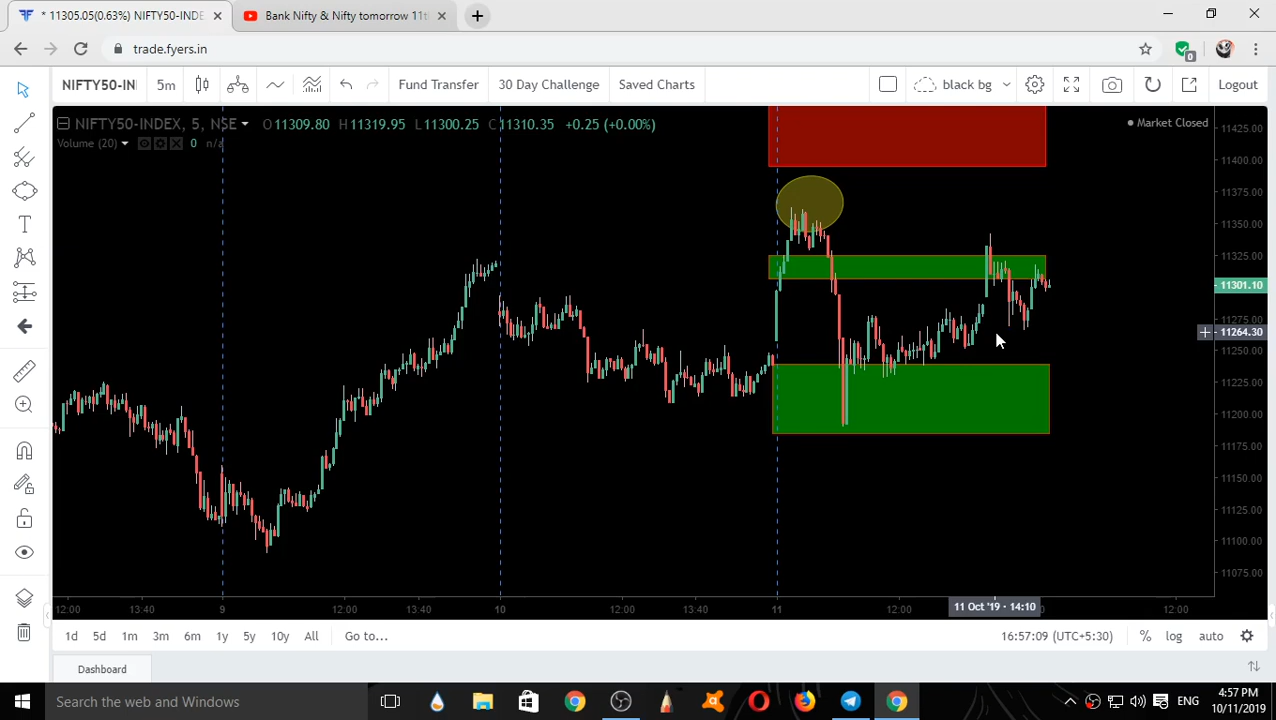 * 11305.05(0.63%) NIFTY50-INDE
Bank Nifty & Nifty tomorrow 11t
trade.fyers.in
NIFTY50-IN
5m
Fund Transfer
30 Day Challenge
Saved Charts
black bg
Logout
NIFTY50-INDEX, 5, NSE
O11309.80 H11319.95 L11300.25 C11310.35 +0.25 (+0.00%)
Market Closed
Volume (20)
0 n/a
11425.00
11400.00
11375.00
11350.00
11325.00
11301.10
11275.00
11264.30
11250.00
11225.00
11200.00
11175.00
11150.00
11125.00
11100.00
11075.00
12:00 13:40 9 12:00 13:40 10 12:00 13:40 11 12:00 11 Oct '19 - 14:10 12:00
1d 5d 1m 3m 6m 1y 5y 10y All Go to...
16:57:09 (UTC+5:30) % log auto
Dashboard
Search the web and Windows
ENG
4:57 PM
10/11/2019